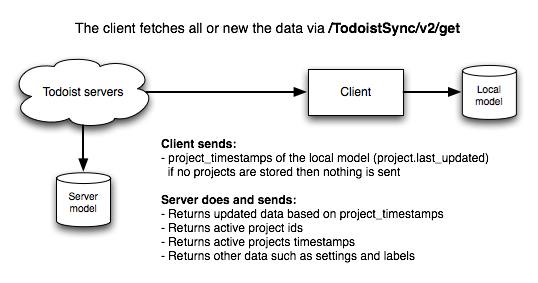 The client fetches all or new the data via /TodoistSync/v2/get
Todoist servers
Client
Local
model
Server
model
Client sends:
- project_timestamps of the local model (project.last_updated)
if no projects are stored then nothing is sent
Server does and sends:
- Returns updated data based on project_timestamps
- Returns active project ids
- Returns active projects timestamps
- Returns other data such as settings and labels